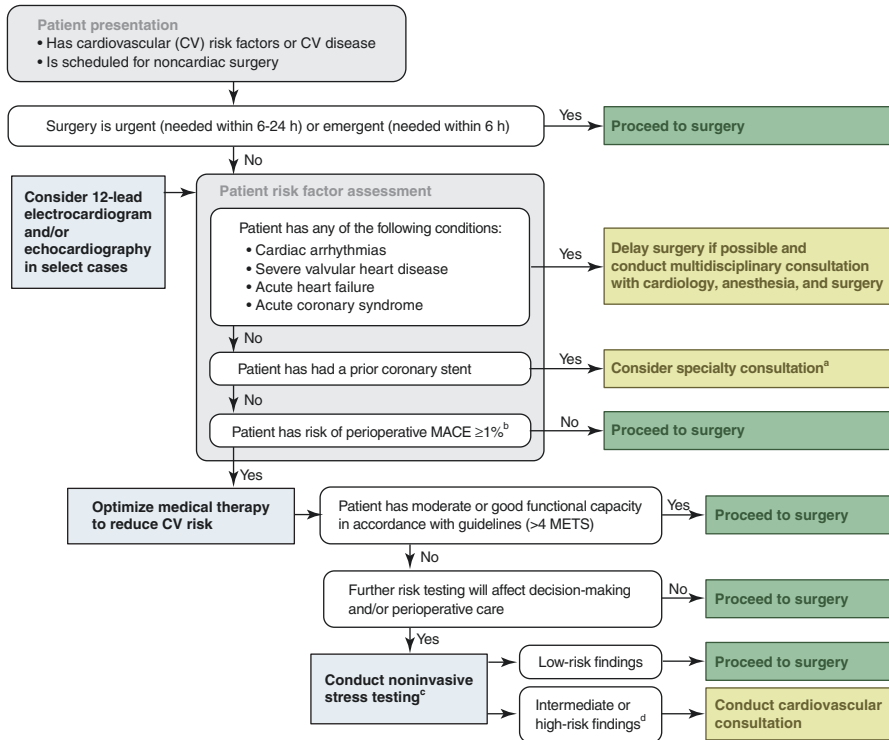 Patient presentation
• Has cardiovascular (CV) risk factors or CV disease
• Is scheduled for noncardiac surgery
Surgery is urgent (needed within 6-24 h) or emergent (needed within 6 h)
Yes
Proceed to surgery
No
Consider 12-lead
electrocardiogram
and/or
echocardiography
in select cases
Patient risk factor assessment
Patient has any of the following conditions:
• Cardiac arrhythmias
• Severe valvular heart disease
• Acute heart failure
• Acute coronary syndrome
Yes
Delay surgery if possible and
conduct multidisciplinary consultation
with cardiology, anesthesia, and surgery
No
Patient has had a prior coronary stent
Yes
Consider specialty consultationᵃ
No
Patient has risk of perioperative MACE ≥1%ᵇ
No
Proceed to surgery
Yes
Optimize medical therapy
to reduce CV risk
Patient has moderate or good functional capacity
in accordance with guidelines (>4 METS)
Yes
Proceed to surgery
No
Further risk testing will affect decision-making
and/or perioperative care
No
Proceed to surgery
Yes
Conduct noninvasive
stress testingᶜ
Low-risk findings
Proceed to surgery
Intermediate or
high-risk findingsᵈ
Conduct cardiovascular
consultation